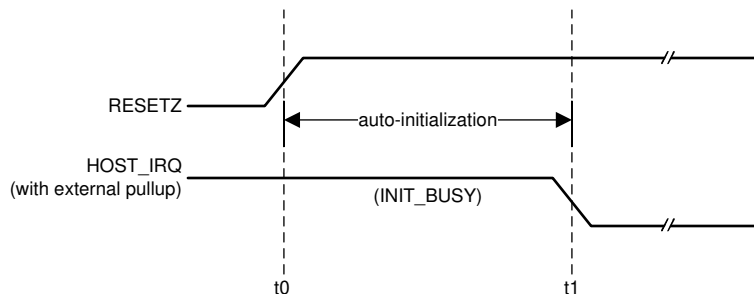 RESETZ
auto-initialization
HOST_IRQ
(with external pullup)
(INIT_BUSY)
t0
t1